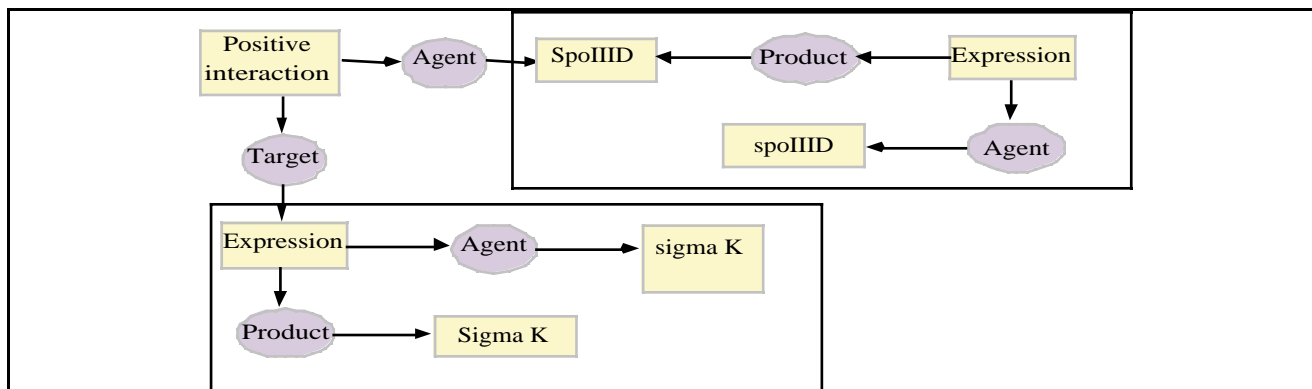 Positive
interaction
Agent
SpoIIID
Product
Expression
spoIIID
Agent
Target
Expression
Agent
sigma K
Product
Sigma K